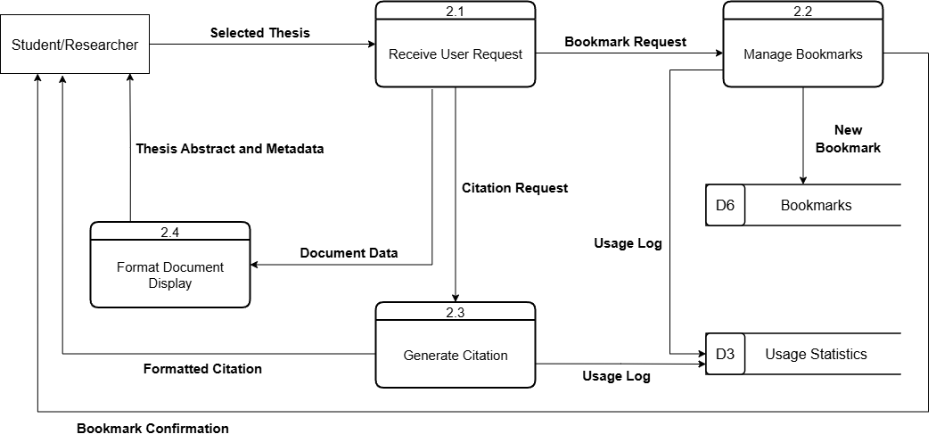 2.1
2.2
Student/Researcher
Selected Thesis
Receive User Request
Bookmark Request
Manage Bookmarks
New
Bookmark
Thesis Abstract and Metadata
Citation Request
D6
Bookmarks
2.4
Format Document
Display
Document Data
Usage Log
2.3
Generate Citation
D3
Usage Statistics
Formatted Citation
Usage Log
Bookmark Confirmation